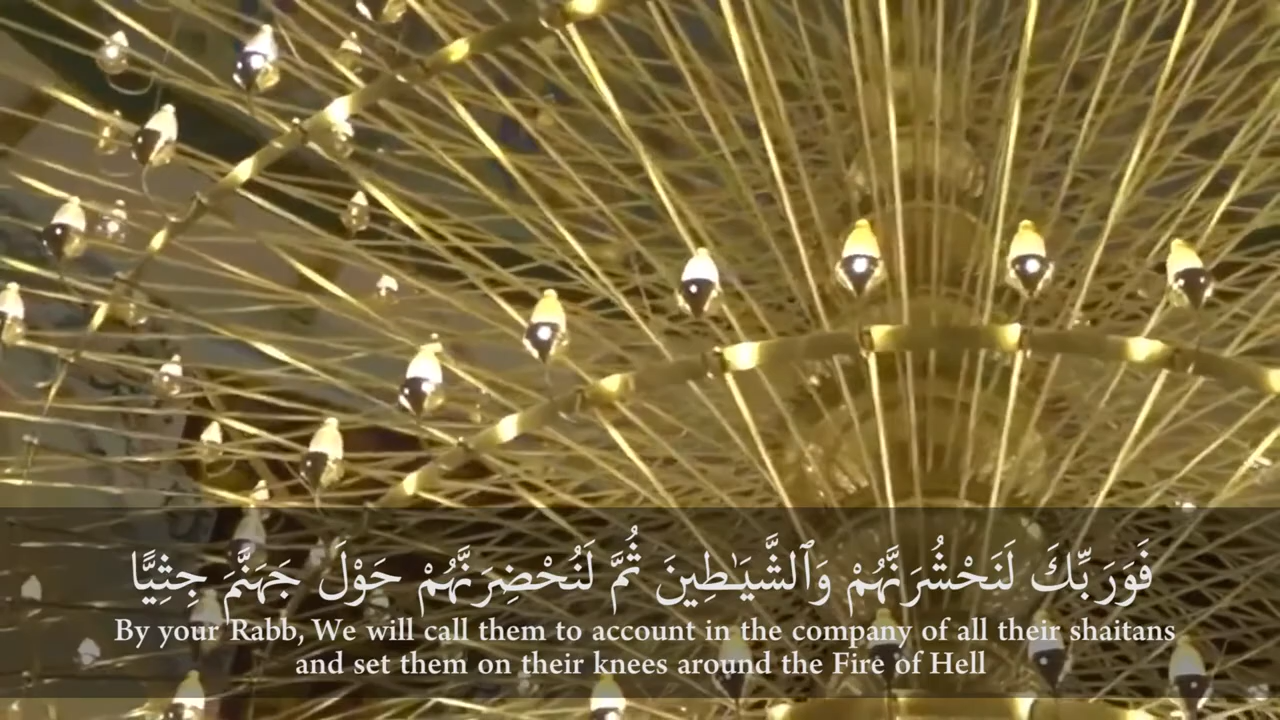 فَوَرَبِّكَ لَنَحْشُرَنَّهُمْ وَٱلشَّيَـٰطِينَ ثُمَّ لَنُحْضِرَنَّهُمْ حَوْلَ جَهَنَّمَ جِثِيًّا
By your Rabb, We will call them to account in the company of all their shaitans
and set them on their knees around the Fire of Hell